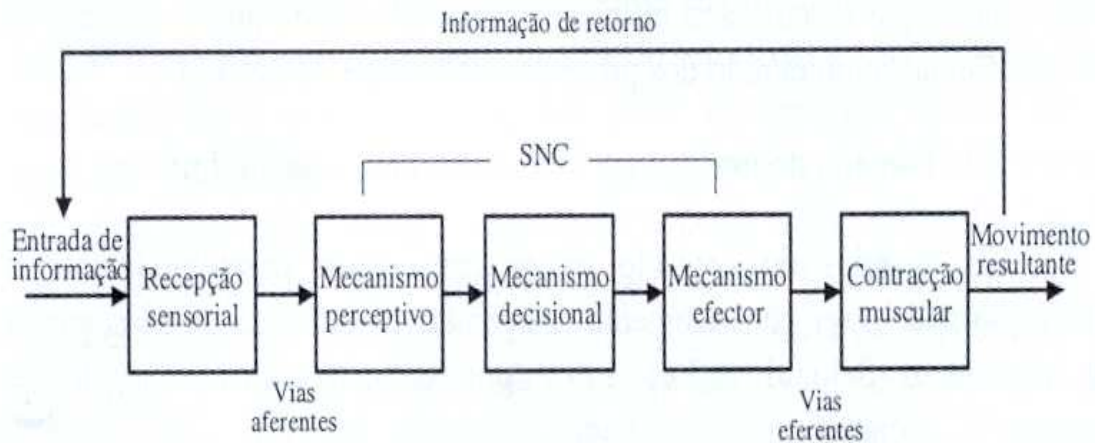 Informação de retorno
SNC
Entrada de
informação
Recepção
sensorial
Mecanismo
perceptivo
Mecanismo
decisional
Mecanismo
efector
Contracção
muscular
Movimento
resultante
Vias
aferentes
Vias
eferentes